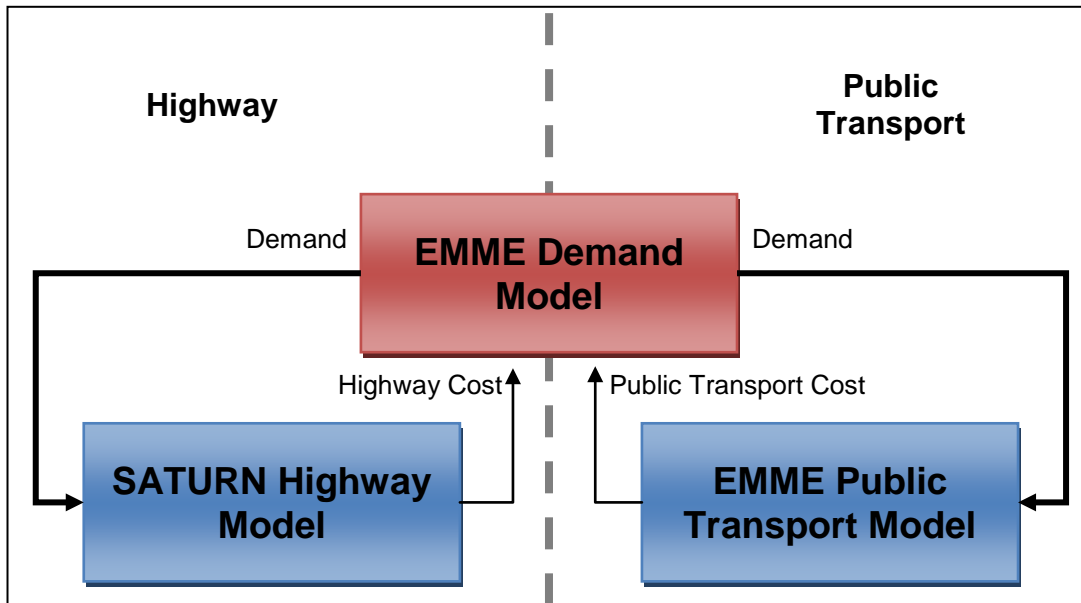 Highway
Public
Transport
Demand
EMME Demand
Model
Demand
Highway Cost
Public Transport Cost
SATURN Highway
Model
EMME Public
Transport Model